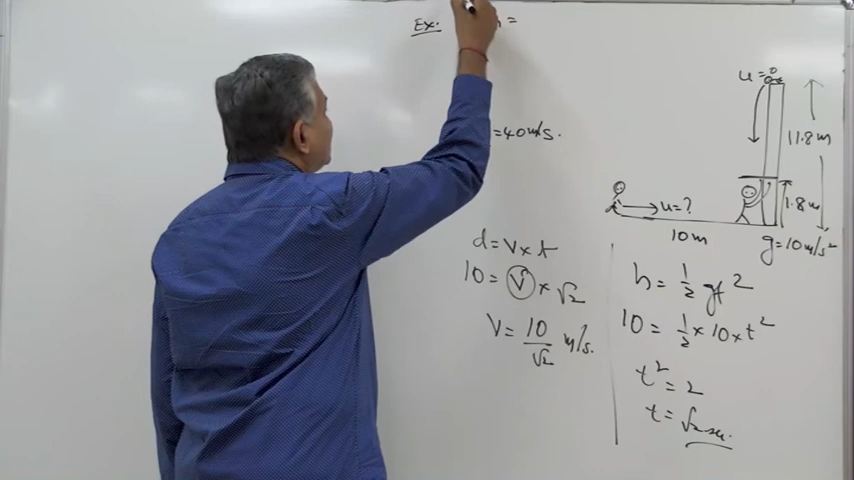 Ex. =
= 40 m/s.
u = 0
11.8 m
1.8 m
u = ?
10 m
g = 10 m/s²
d = v x t
10 = v x √2
v = 10/√2 m/s.
h = 1/2 gt²
10 = 1/2 x 10 x t²
t² = 2
t = √2 sec.